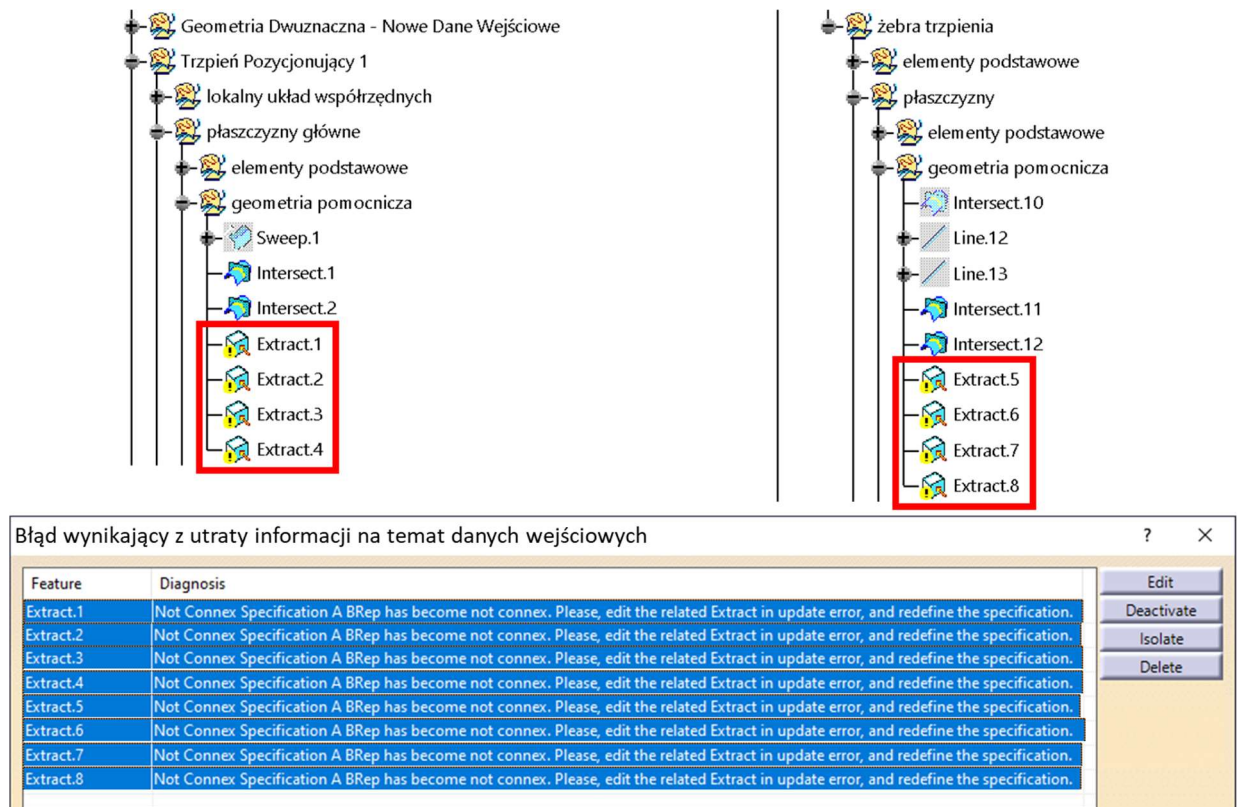 Geometria Dwuznaczna - Nowe Dane Wejściowe
Trzpień Pozycjonujący 1
lokalny układ współrzędnych
płaszczyzny główne
elementy podstawowe
geometria pomocnicza
Sweep.1
Intersect.1
Intersect.2
Extract.1
Extract.2
Extract.3
Extract.4
żebra trzpienia
elementy podstawowe
płaszczyzny
elementy podstawowe
geometria pomocnicza
Intersect.10
Line.12
Line.13
Intersect.11
Intersect.12
Extract.5
Extract.6
Extract.7
Extract.8
Błąd wynikający z utraty informacji na temat danych wejściowych ? ×
Feature Diagnosis Edit
Extract.1 Not Connex Specification A BRep has become not connex. Please, edit the related Extract in update error, and redefine the specification. Deactivate
Extract.2 Not Connex Specification A BRep has become not connex. Please, edit the related Extract in update error, and redefine the specification. Isolate
Extract.3 Not Connex Specification A BRep has become not connex. Please, edit the related Extract in update error, and redefine the specification. Delete
Extract.4 Not Connex Specification A BRep has become not connex. Please, edit the related Extract in update error, and redefine the specification.
Extract.5 Not Connex Specification A BRep has become not connex. Please, edit the related Extract in update error, and redefine the specification.
Extract.6 Not Connex Specification A BRep has become not connex. Please, edit the related Extract in update error, and redefine the specification.
Extract.7 Not Connex Specification A BRep has become not connex. Please, edit the related Extract in update error, and redefine the specification.
Extract.8 Not Connex Specification A BRep has become not connex. Please, edit the related Extract in update error, and redefine the specification.